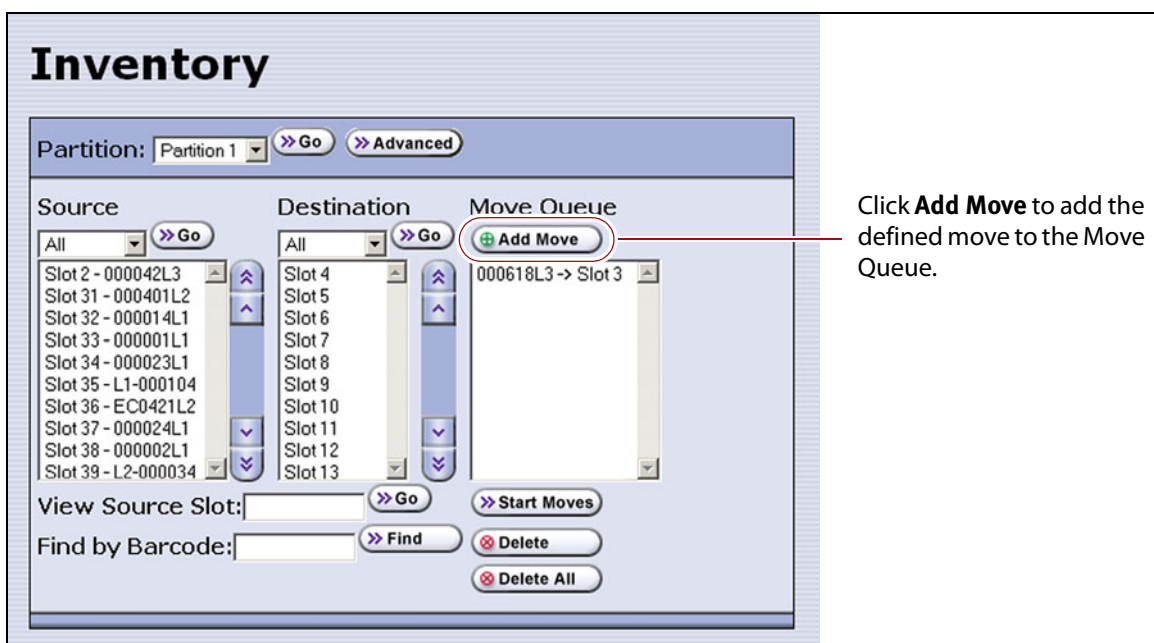 Inventory
Partition: Partition 1 >> Go >> Advanced
Source Destination Move Queue
All >> Go All >> Go Add Move
Slot 2 - 000042L3 Slot 4 000618L3 -> Slot 3
Slot 31 - 000401L2 Slot 5
Slot 32 - 000014L1 Slot 6
Slot 33 - 000001L1 Slot 7
Slot 34 - 000023L1 Slot 8
Slot 35 - L1-000104 Slot 9
Slot 36 - EC0421L2 Slot 10
Slot 37 - 000024L1 Slot 11
Slot 38 - 000002L1 Slot 12
Slot 39 - L2-000034 Slot 13
View Source Slot: >> Go >> Start Moves
Find by Barcode: >> Find Delete
Delete All
Click Add Move to add the
defined move to the Move
Queue.